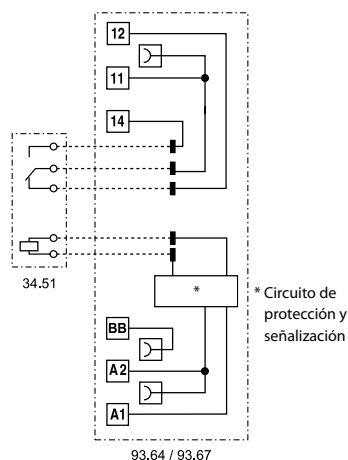 12
11
14
34.51
*
* Circuito de
protección y
señalización
BB
A2
A1
93.64 / 93.67